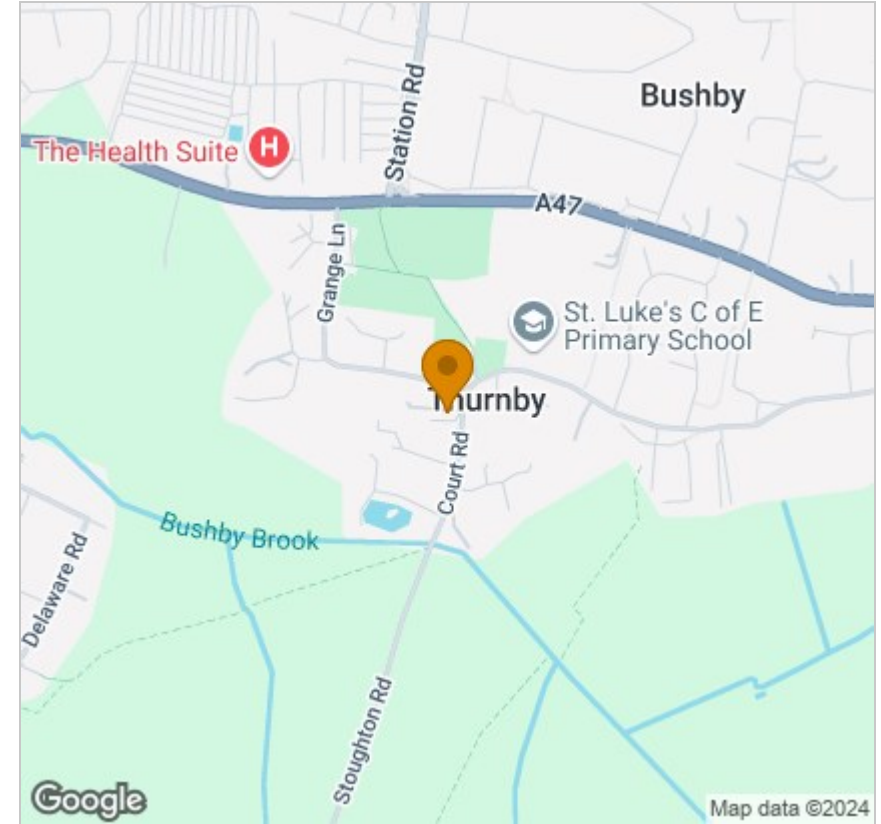 Station Rd
Bushby
The Health Suite
H
A47
Grange Ln
St. Luke's C of E
Primary School
Thurnby
Court Rd
Bushby Brook
Delaware Rd
Stoughton Rd
Google
Map data ©2024